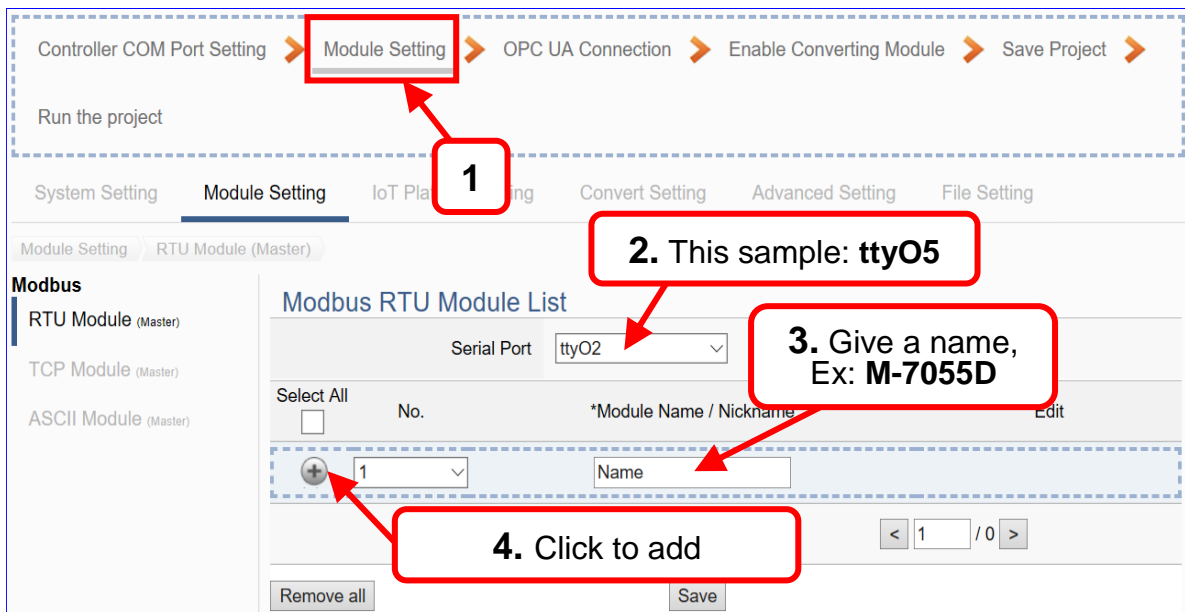 Controller COM Port Setting Module Setting OPC UA Connection Enable Converting Module Save Project
Run the project
1
System Setting Module Setting IoT Pla ng Convert Setting Advanced Setting File Setting
Module Setting RTU Module (Master)
2. This sample: ttyO5
Modbus
RTU Module (Master)
TCP Module (Master)
ASCII Module (Master)
Modbus RTU Module List
Serial Port ttyO2
3. Give a name,
Ex: M-7055D
Select All
No. *Module Name / Nickname Edit
1 Name
4. Click to add
< 1 / 0 >
Remove all Save